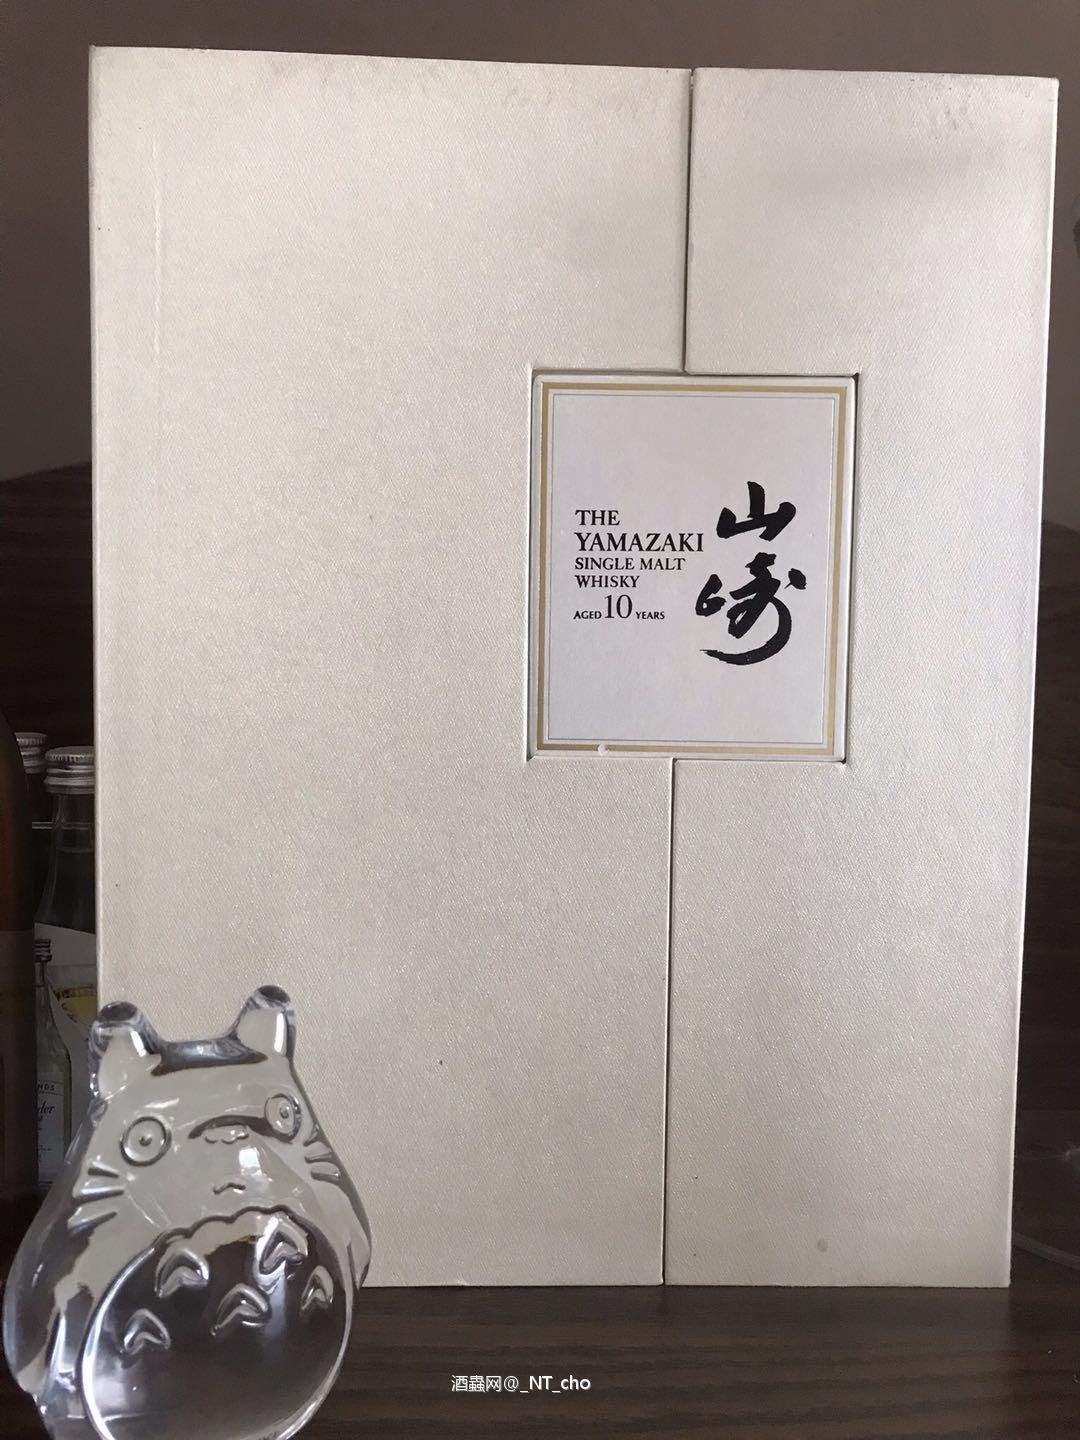 THE
YAMAZAKI
SINGLE MALT
WHISKY
AGED 10 YEARS
山崎
酒蟲网@_NT_cho